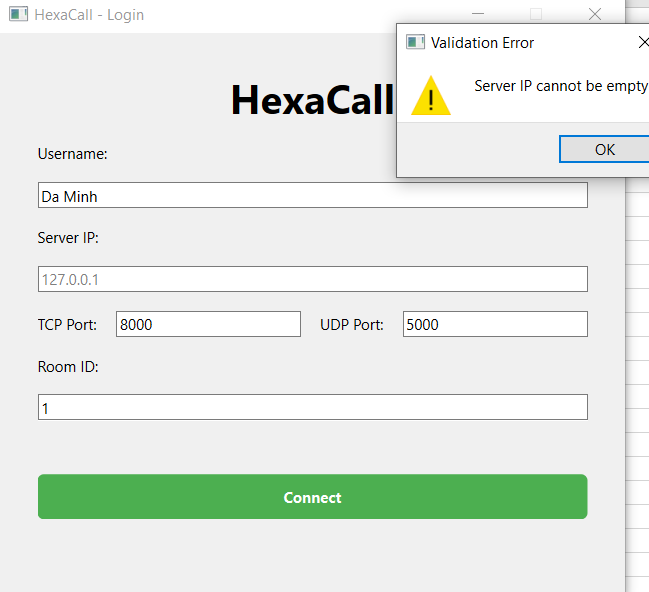 HexaCall - Login
Validation Error
Server IP cannot be empty
OK
HexaCall
Username:
Da Minh
Server IP:
127.0.0.1
TCP Port: 8000 UDP Port: 5000
Room ID:
1
Connect